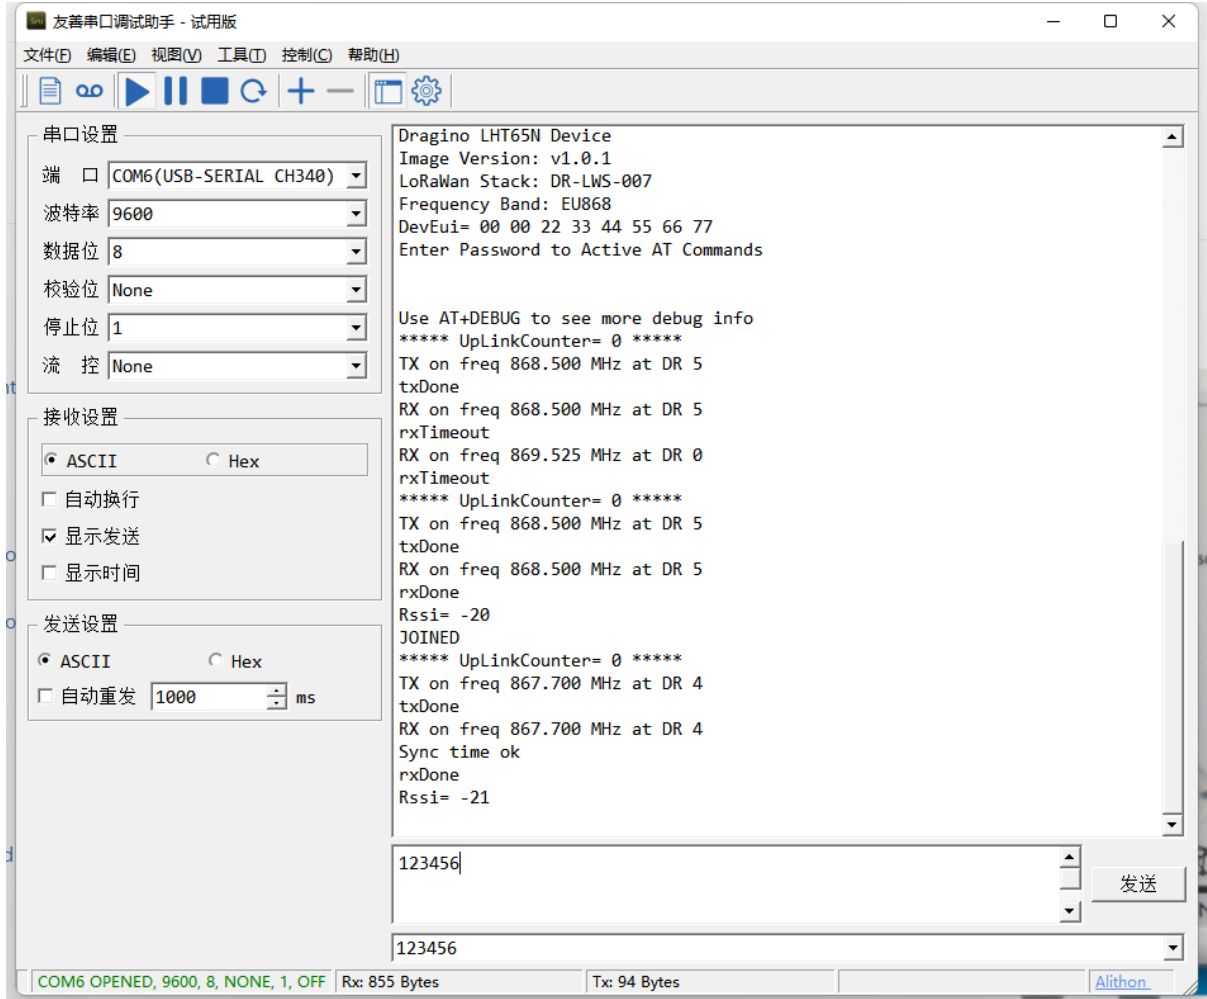 友善串口调试助手 - 试用版
文件(F) 编辑(E) 视图(V) 工具(T) 控制(C) 帮助(H)
串口设置
端 口 COM6(USB-SERIAL CH340)
波特率 9600
数据位 8
校验位 None
停止位 1
流 控 None
接收设置
ASCII Hex
自动换行
显示发送
显示时间
发送设置
ASCII Hex
自动重发 1000 ms
Dragino LHT65N Device
Image Version: v1.0.1
LoRaWan Stack: DR-LWS-007
Frequency Band: EU868
DevEui= 00 00 22 33 44 55 66 77
Enter Password to Active AT Commands
Use AT+DEBUG to see more debug info
***** UpLinkCounter= 0 *****
TX on freq 868.500 MHz at DR 5
txDone
RX on freq 868.500 MHz at DR 5
rxTimeout
RX on freq 869.525 MHz at DR 0
rxTimeout
***** UpLinkCounter= 0 *****
TX on freq 868.500 MHz at DR 5
txDone
RX on freq 868.500 MHz at DR 5
rxDone
Rssi= -20
JOINED
***** UpLinkCounter= 0 *****
TX on freq 867.700 MHz at DR 4
txDone
RX on freq 867.700 MHz at DR 4
Sync time ok
rxDone
Rssi= -21
123456
发送
123456
COM6 OPENED, 9600, 8, NONE, 1, OFF Rx: 855 Bytes Tx: 94 Bytes Alithon